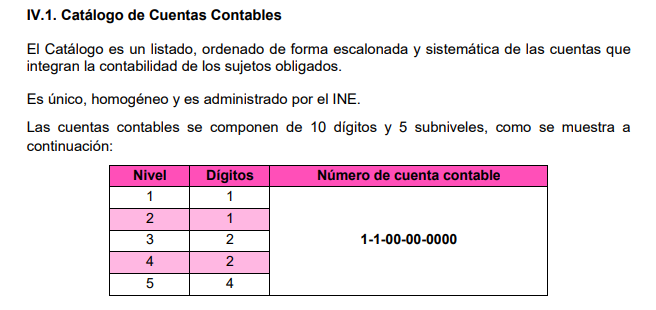 IV.1. Catálogo de Cuentas Contables
El Catálogo es un listado, ordenado de forma escalonada y sistemática de las cuentas que
integran la contabilidad de los sujetos obligados.
Es único, homogéneo y es administrado por el INE.
Las cuentas contables se componen de 10 dígitos y 5 subniveles, como se muestra a
continuación:
Nivel Dígitos Número de cuenta contable
1 1
2 1
3 2 1-1-00-00-0000
4 2
5 4